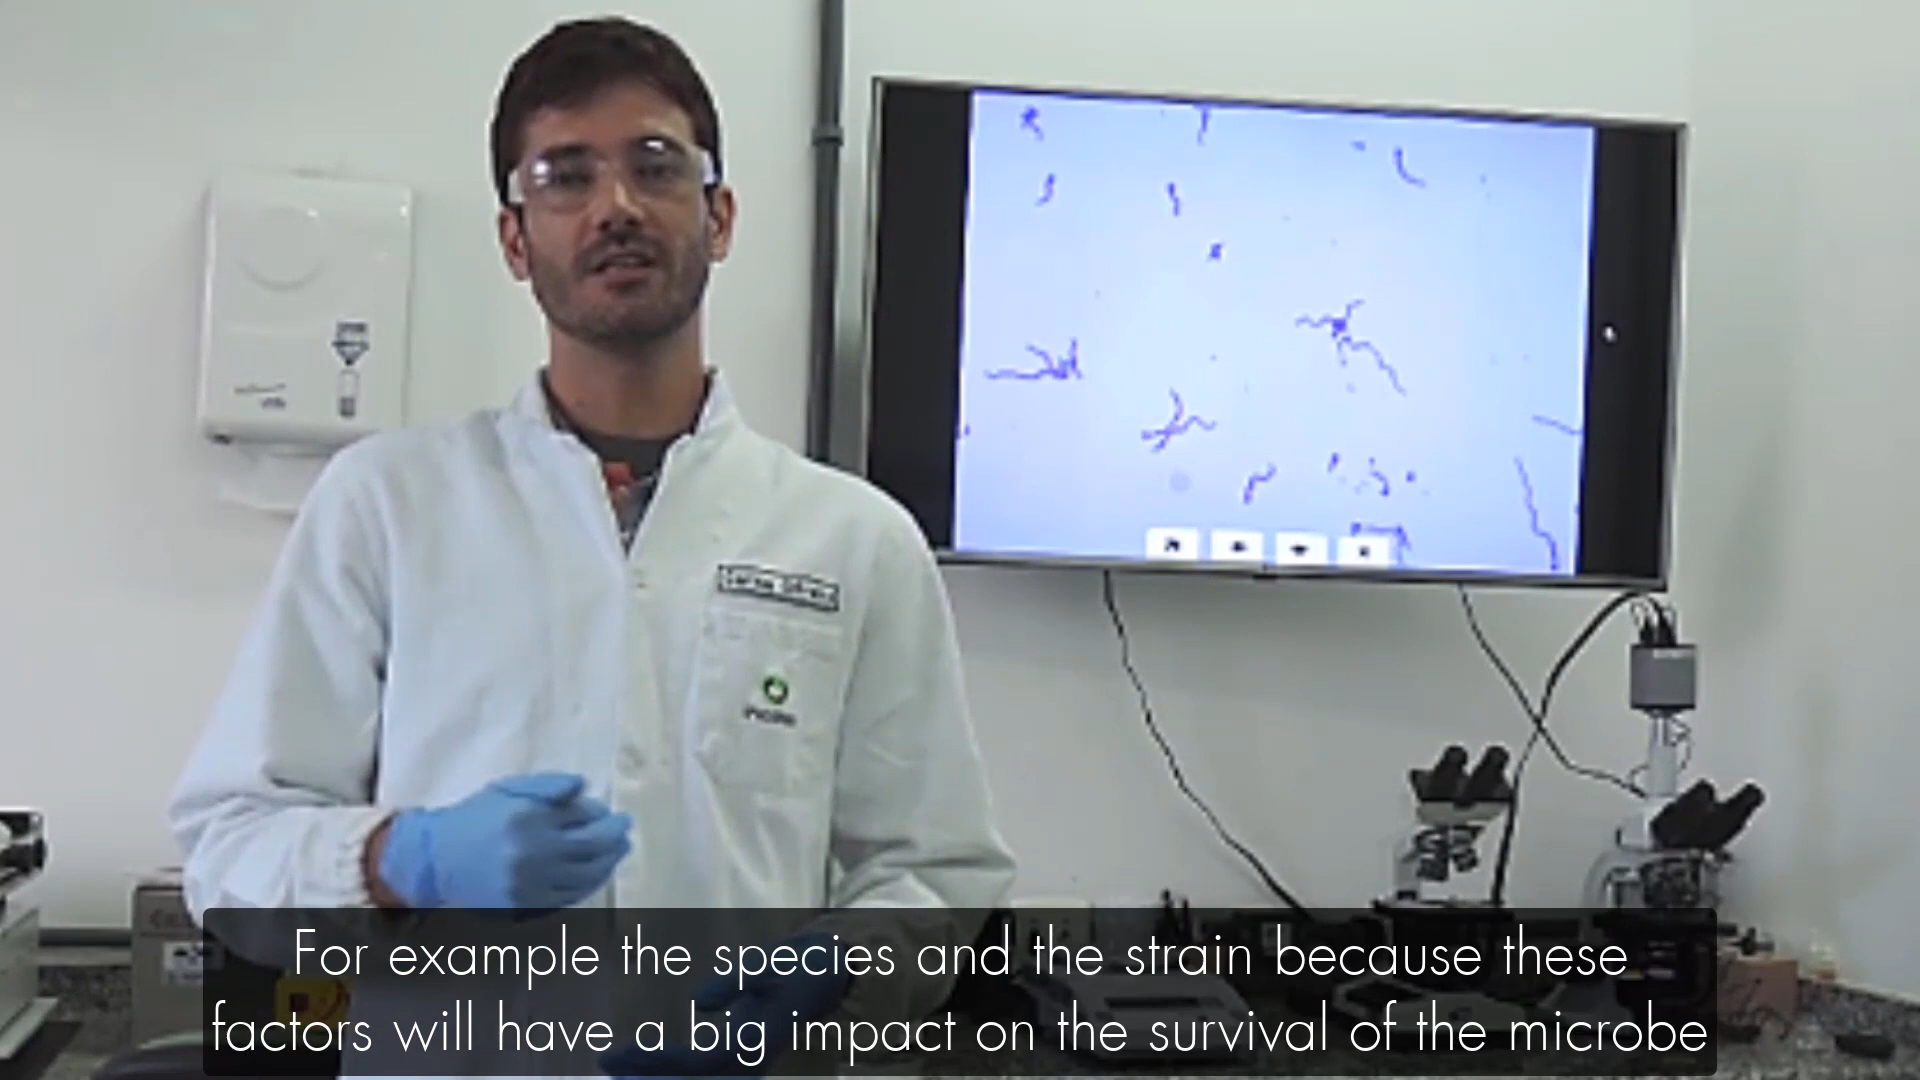 For example the species and the strain because these
factors will have a big impact on the survival of the microbe